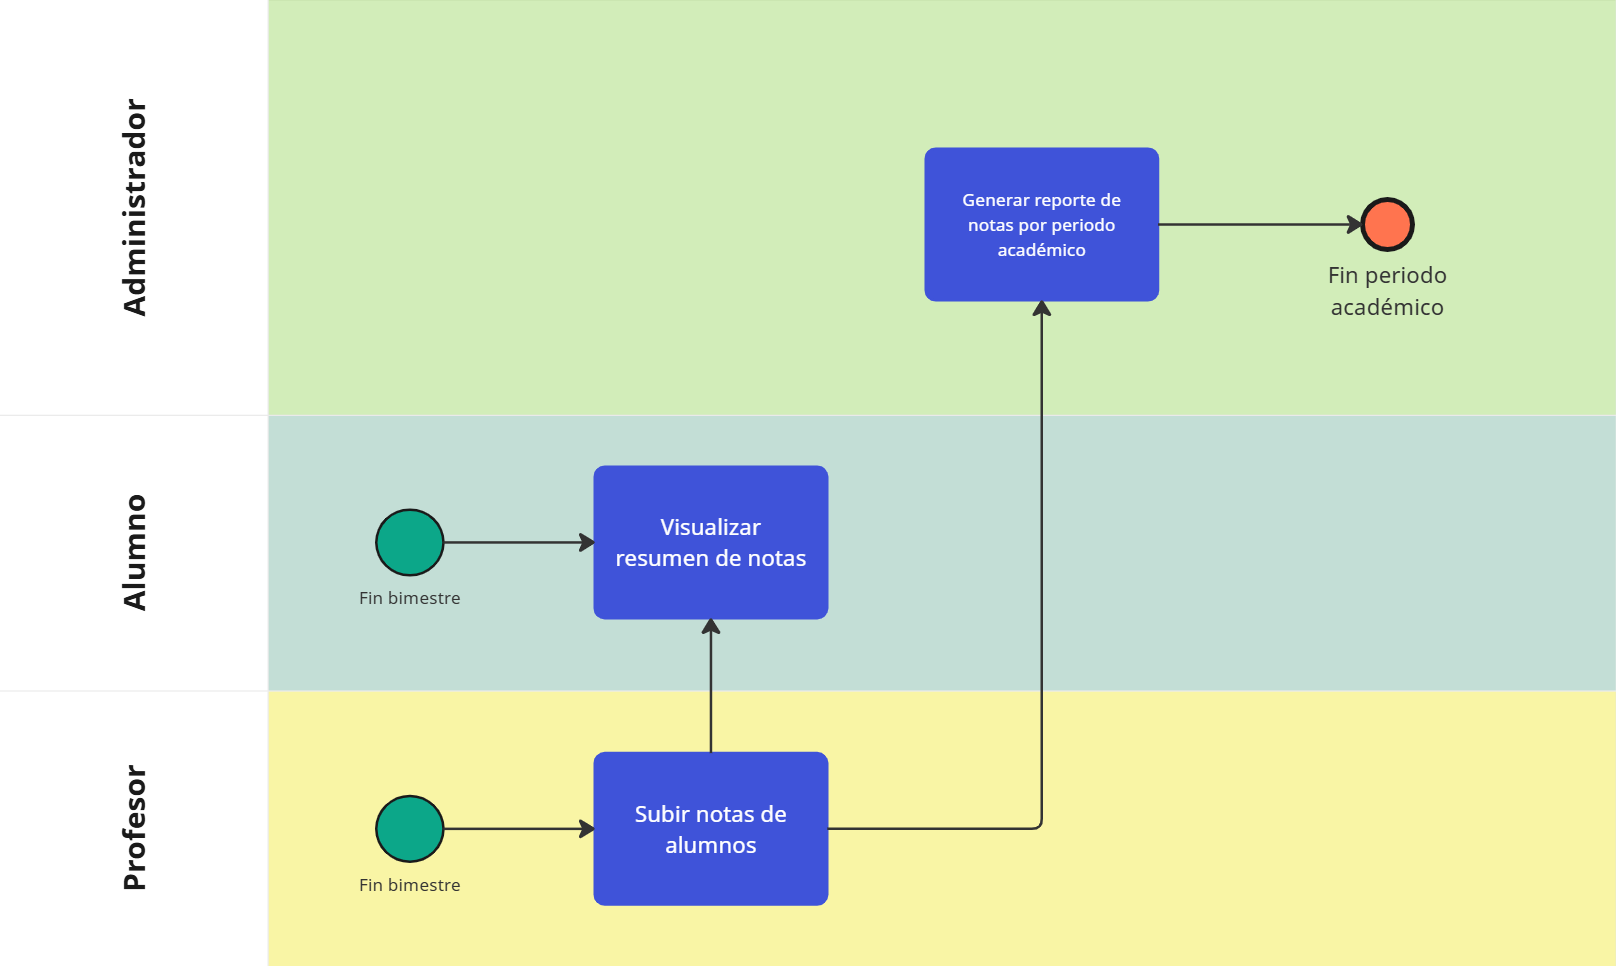 Administrador
Generar reporte de
notas por periodo
académico
Fin periodo
académico
Alumno
Fin bimestre
Visualizar
resumen de notas
Profesor
Fin bimestre
Subir notas de
alumnos